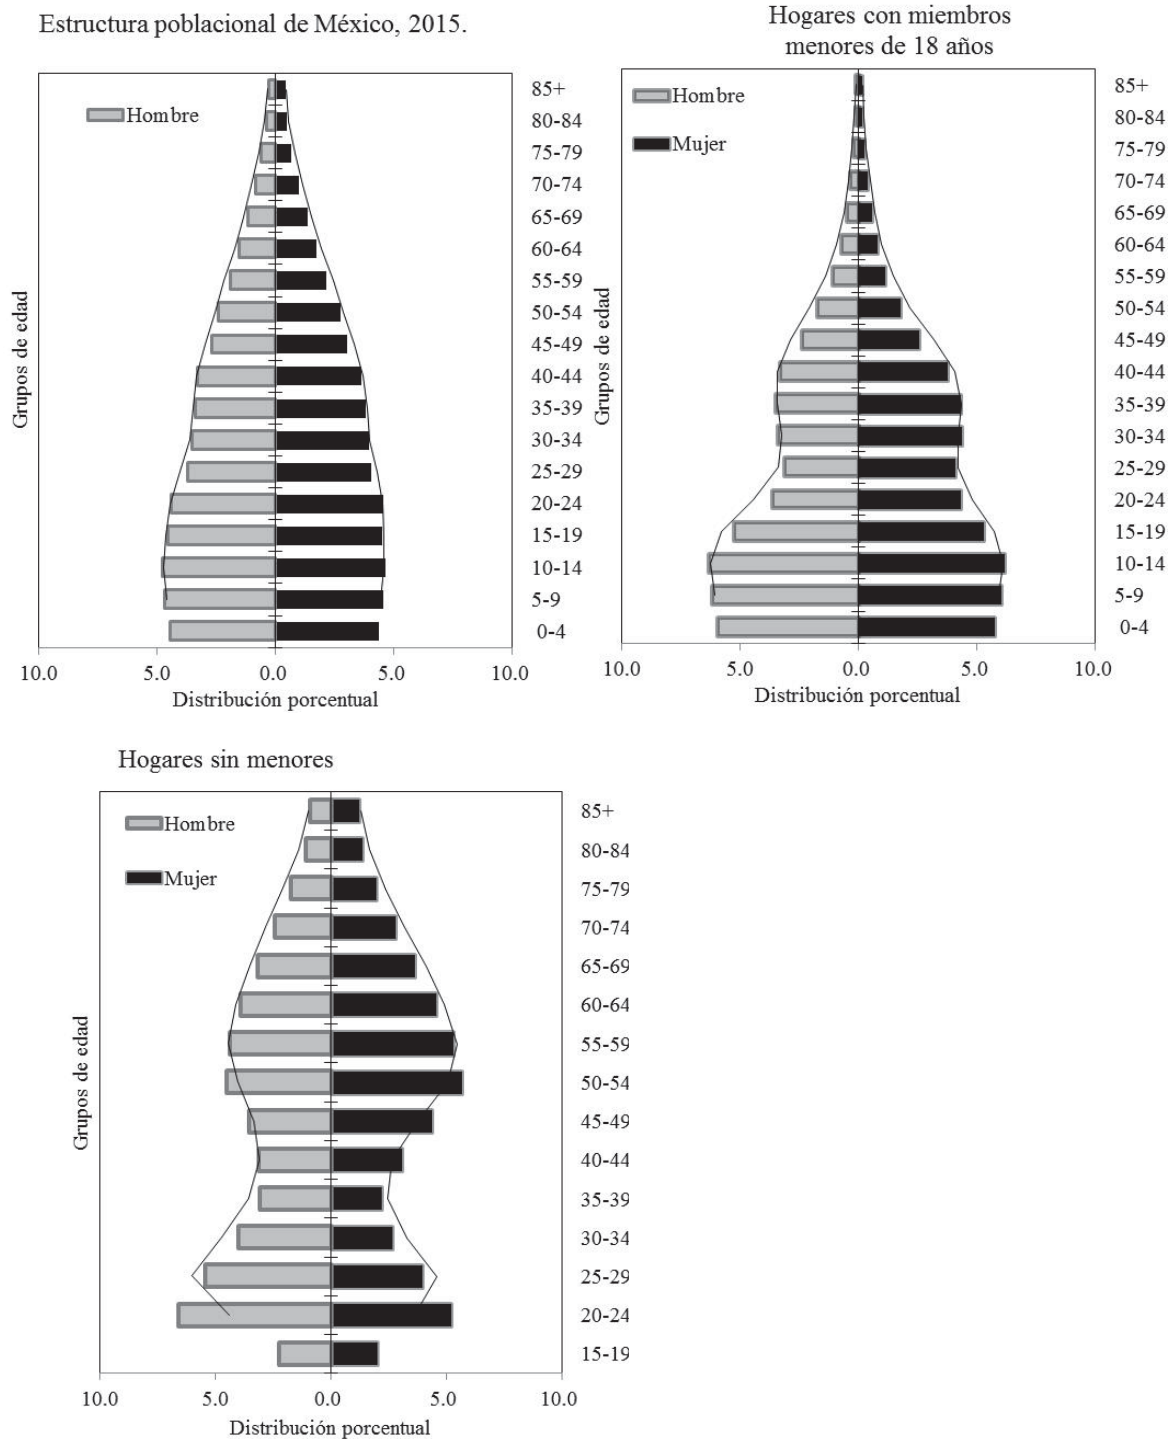 Estructura poblacional de México, 2015.
Hombre
Grupos de edad
85+
80-84
75-79
70-74
65-69
60-64
55-59
50-54
45-49
40-44
35-39
30-34
25-29
20-24
15-19
10-14
5-9
0-4
10.0 5.0 0.0 5.0 10.0
Distribución porcentual
Hogares con miembros
menores de 18 años
Hombre
Mujer
Grupos de edad
85+
80-84
75-79
70-74
65-69
60-64
55-59
50-54
45-49
40-44
35-39
30-34
25-29
20-24
15-19
10-14
5-9
0-4
10.0 5.0 0.0 5.0 10.0
Distribución porcentual
Hogares sin menores
Hombre
Mujer
Grupos de edad
85+
80-84
75-79
70-74
65-69
60-64
55-59
50-54
45-49
40-44
35-39
30-34
25-29
20-24
15-19
10.0 5.0 0.0 5.0 10.0
Distribución porcentual